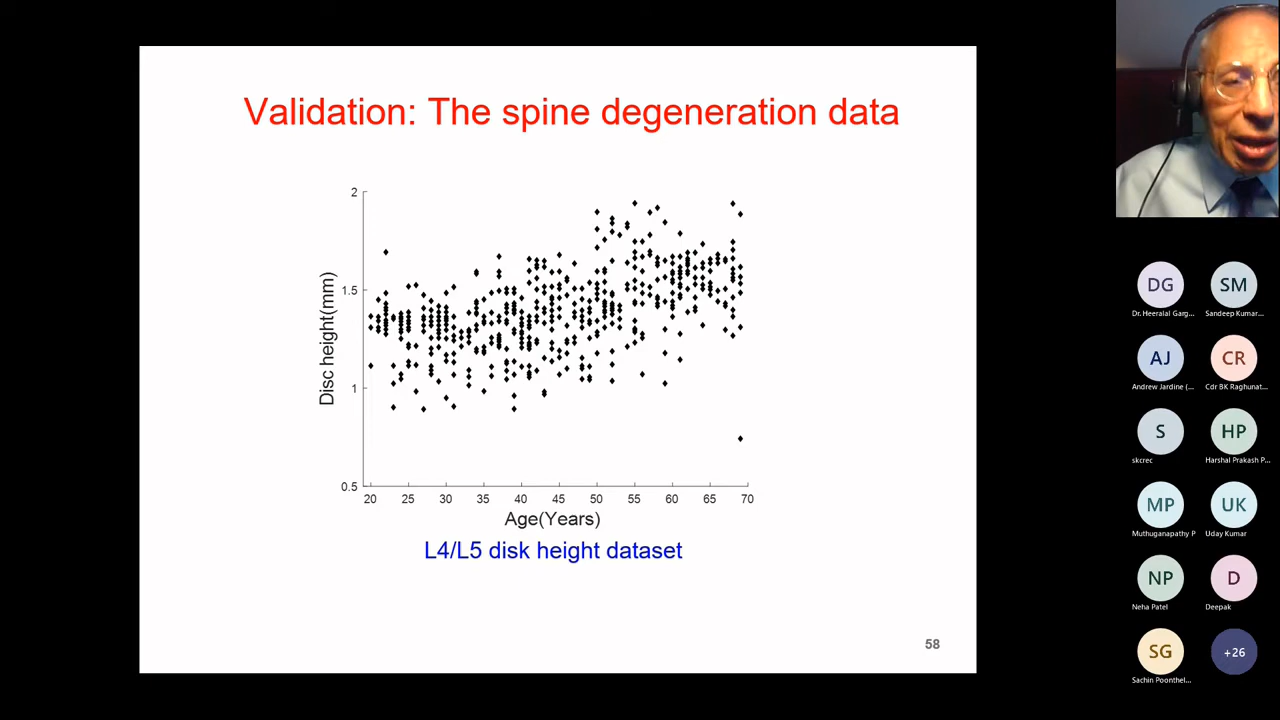 Validation: The spine degeneration data
2
1.5
1
0.5
Disc height(mm)
20 25 30 35 40 45 50 55 60 65 70
Age(Years)
L4/L5 disk height dataset
58
DG SM
Dr. Heeralal Garg... Sandeep Kumar...
AJ CR
Andrew Jardine (... Cdr BK Raghunat...
S HP
skcrec Harshal Prakash P...
MP UK
Muthuganapathy P Uday Kumar
NP D
Neha Patel Deepak
SG +26
Sachin Poonthel...